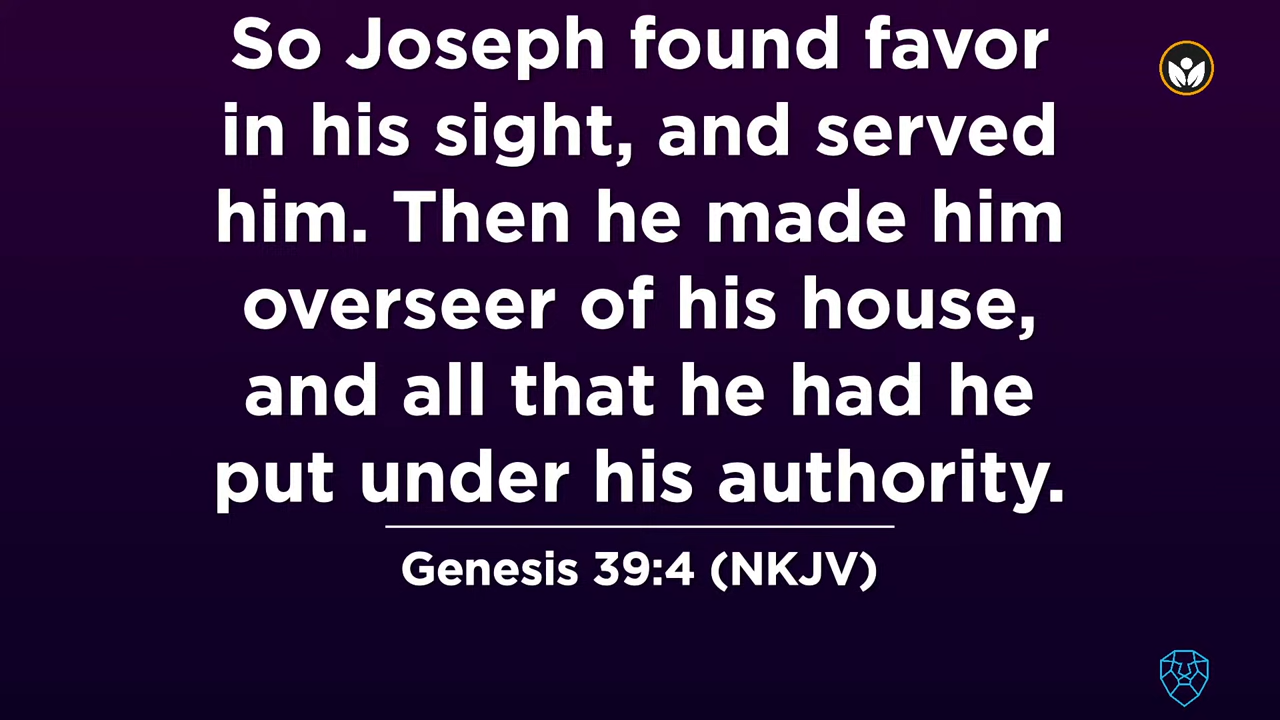 So Joseph found favor
in his sight, and served
him. Then he made him
overseer of his house,
and all that he had he
put under his authority.
Genesis 39:4 (NKJV)